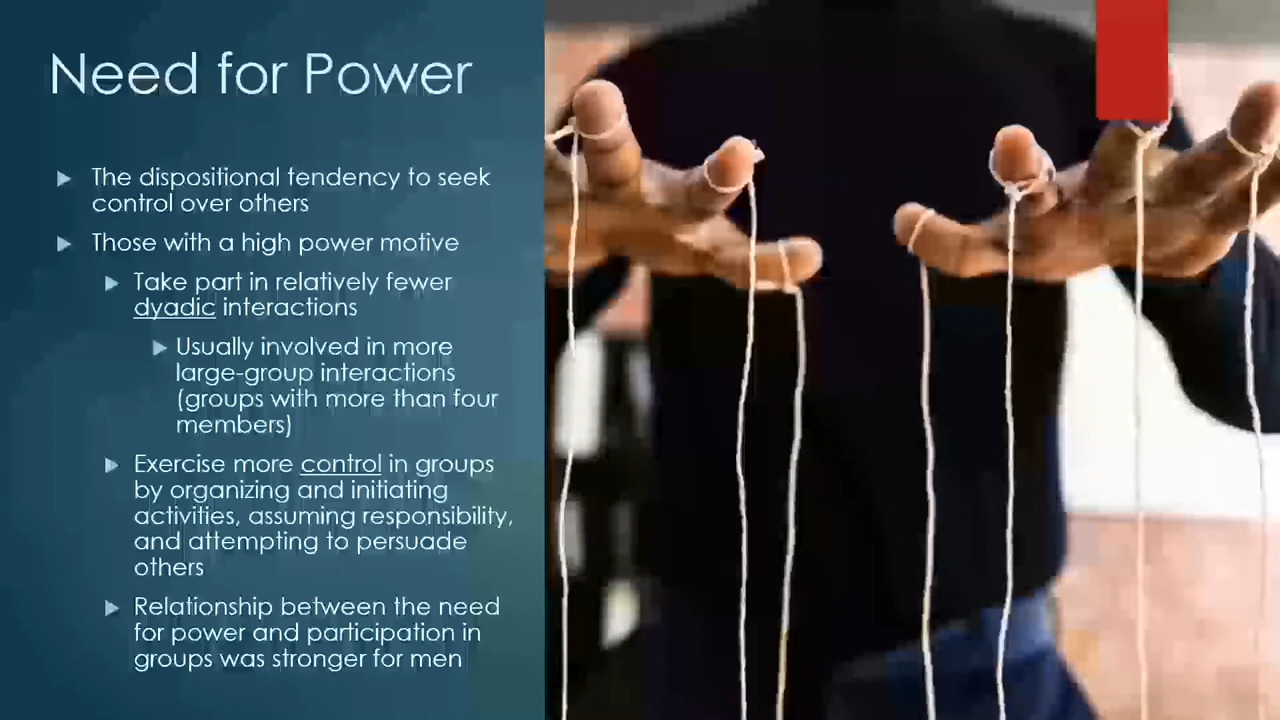 Need for Power
The dispositional tendency to seek
control over others
Those with a high power motive
Take part in relatively fewer
dyadic interactions
Usually involved in more
large-group interactions
(groups with more than four
members)
Exercise more control in groups
by organizing and initiating
activities, assuming responsibility,
and attempting to persuade
others
Relationship between the need
for power and participation in
groups was stronger for men